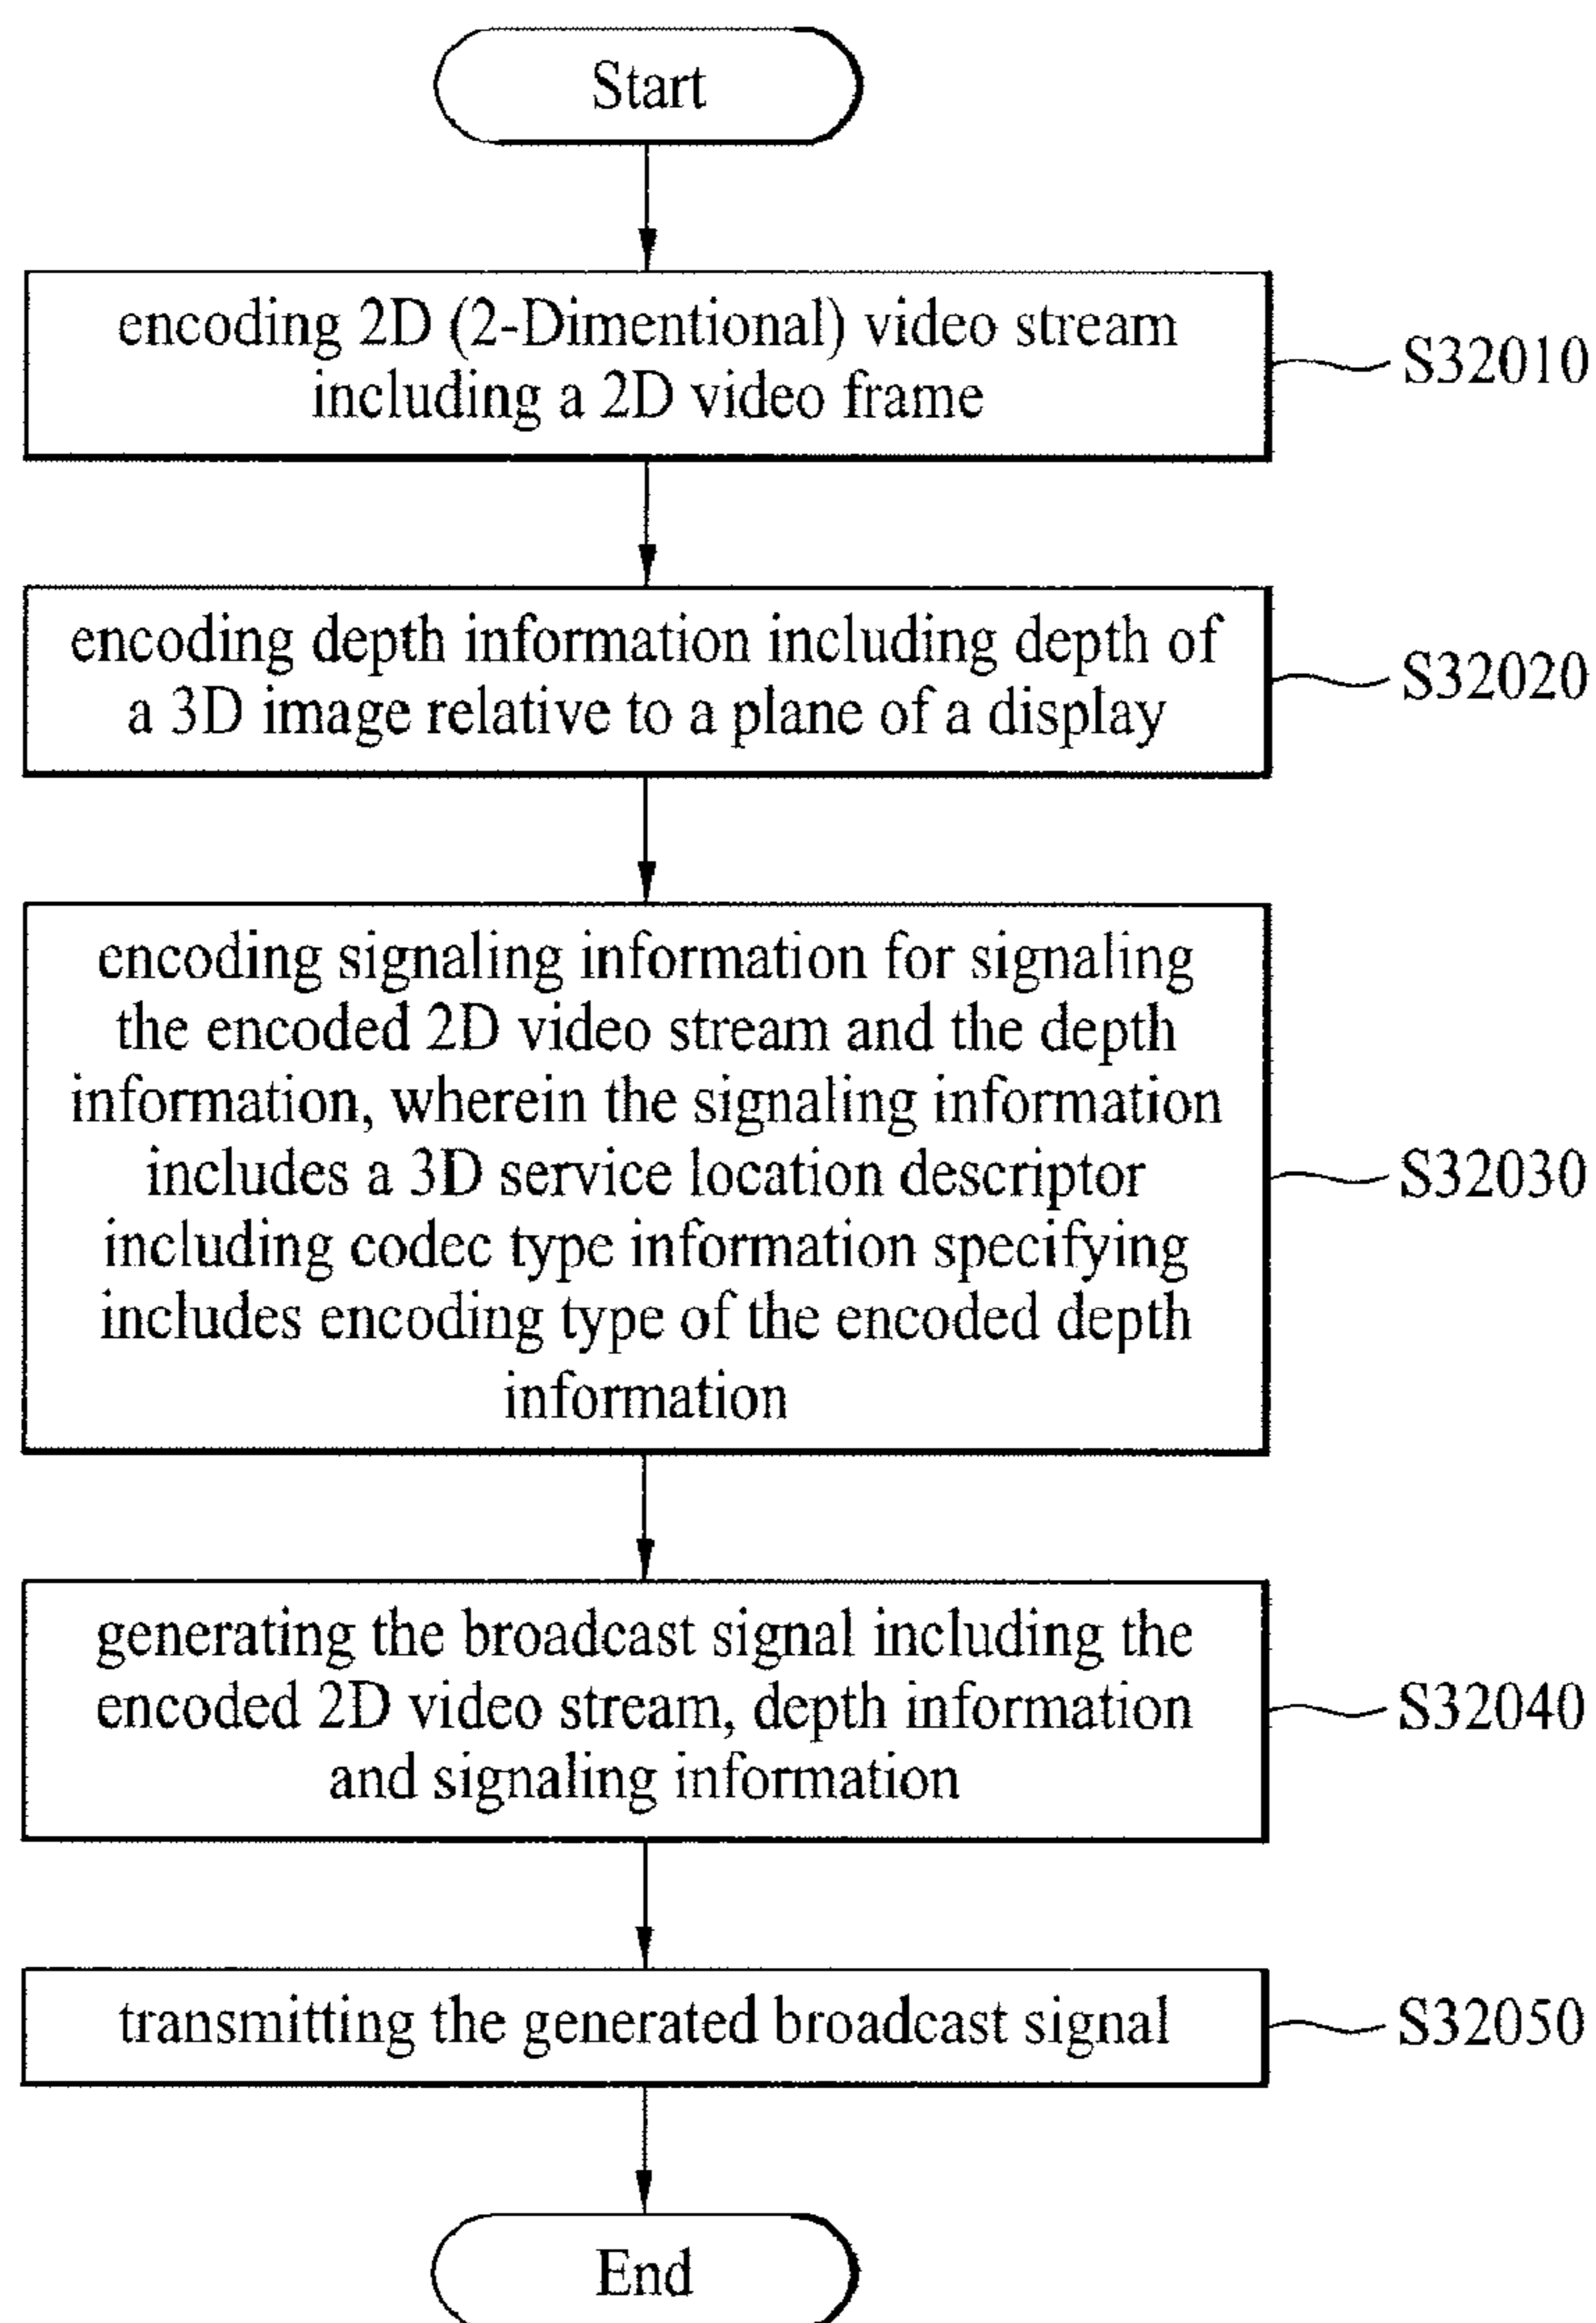 Start
encoding 2D (2-Dimentional) video stream
including a 2D video frame
S32010
encoding depth information including depth of
a 3D image relative to a plane of a display
S32020
encoding signaling information for signaling
the encoded 2D video stream and the depth
information, wherein the signaling information
includes a 3D service location descriptor
including codec type information specifying
includes encoding type of the encoded depth
information
S32030
generating the broadcast signal including the
encoded 2D video stream, depth information
and signaling information
S32040
transmitting the generated broadcast signal
S32050
End